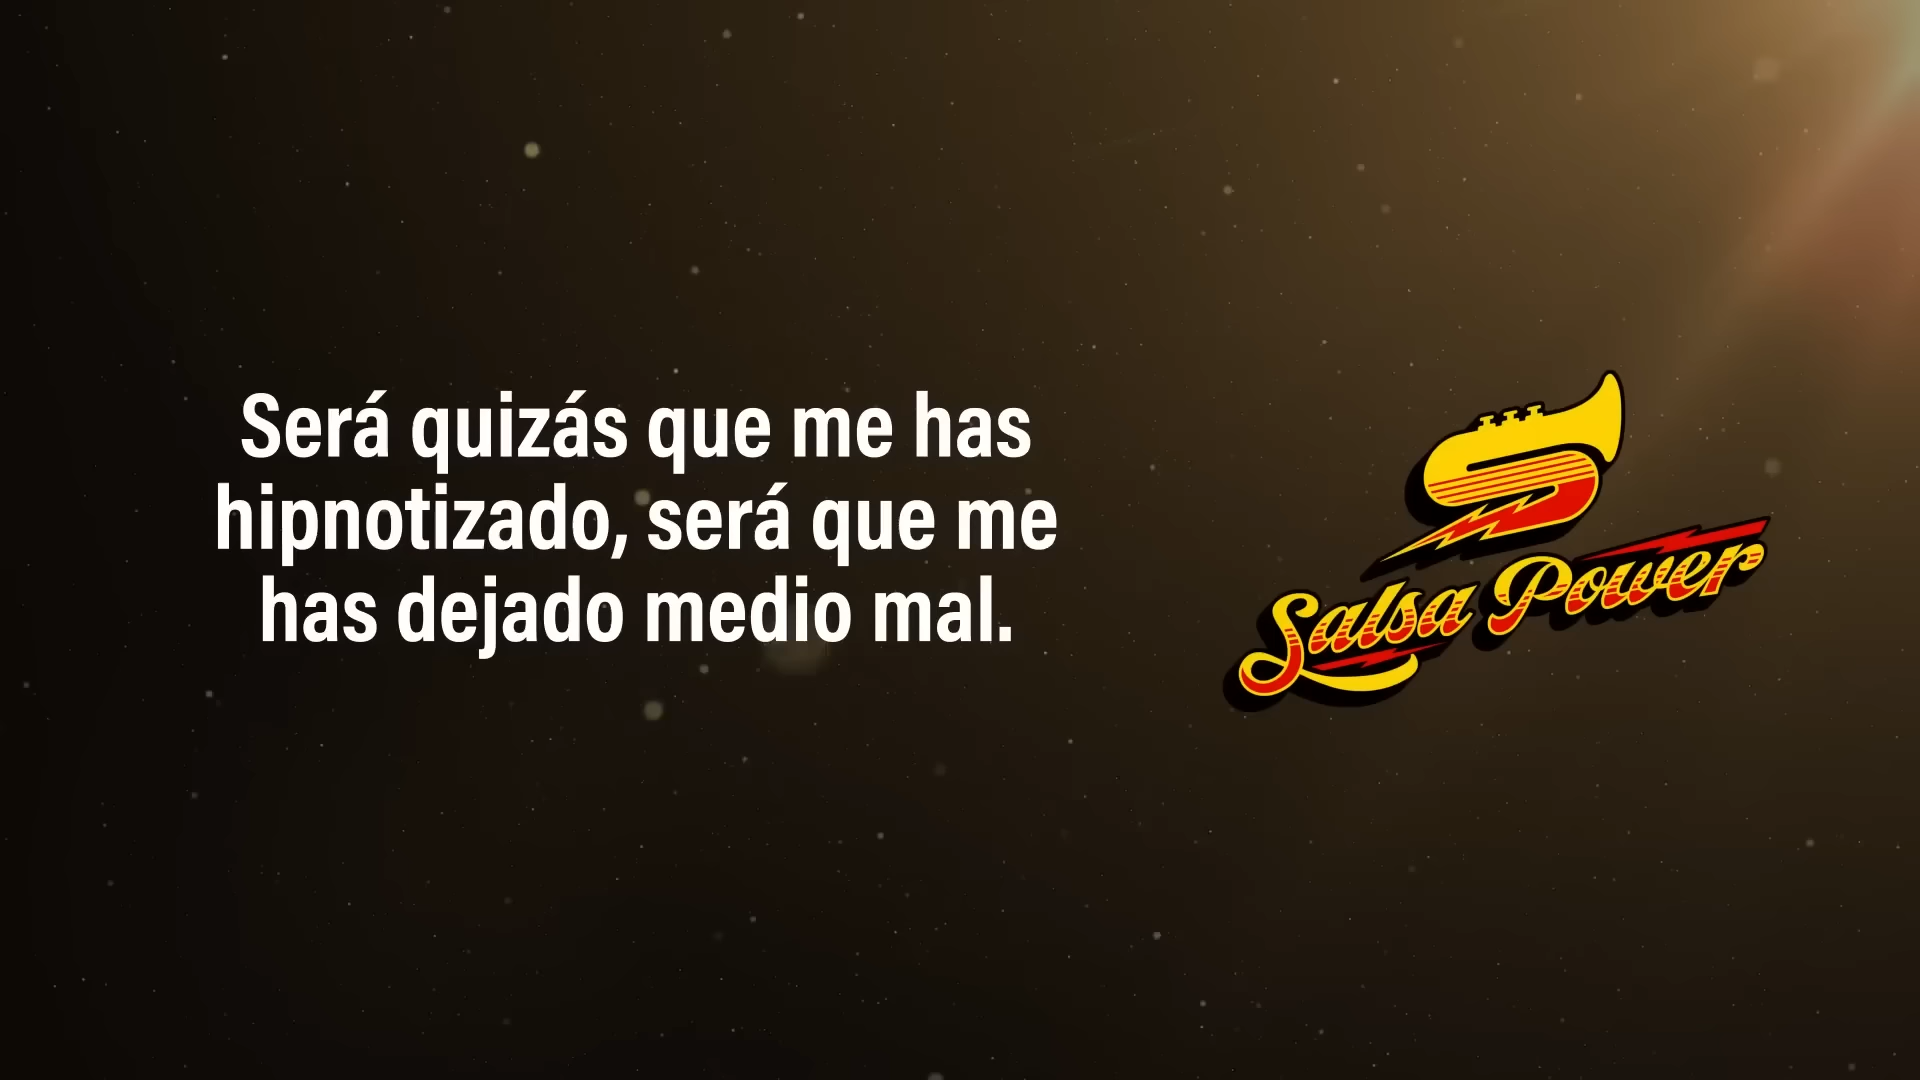 Será quizás que me has
hipnotizado, será que me
has dejado medio mal.
Salsa Power